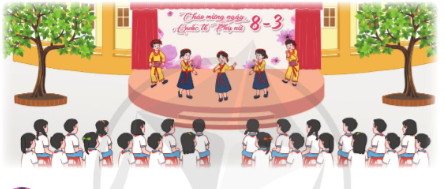 Chào mừng ngày
Quốc tế Phụ nữ 8-3